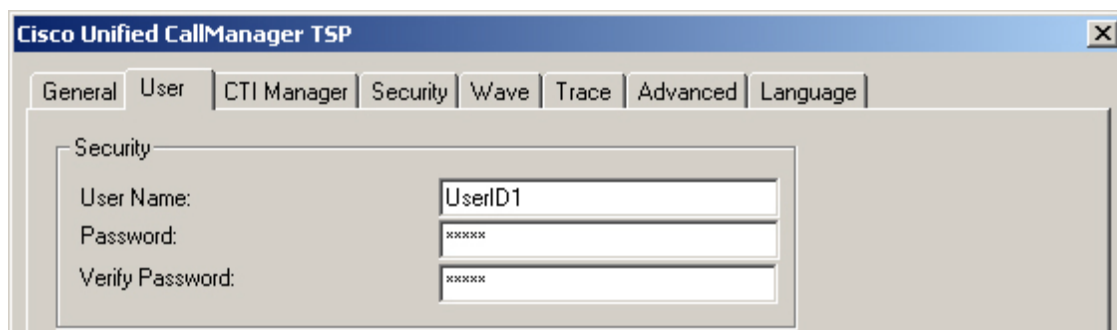 Cisco Unified CallManager TSP
General User CTI Manager Security Wave Trace Advanced Language
Security
User Name: UserID1
Password: *****
Verify Password: *****